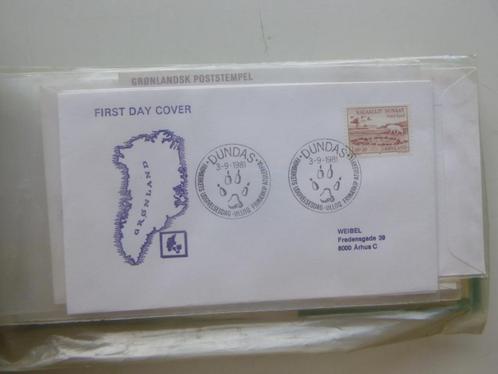 GRØNLANDSK POSTSTEMPEL
FIRST DAY COVER
GRØNLAND
DUNDAS
3-9-1981
DUNDAS
3-9-1981
KALAALLIT NUNAAT
GRØNLAND
WEIBEL
Fredensgade 39
8000 Århus C